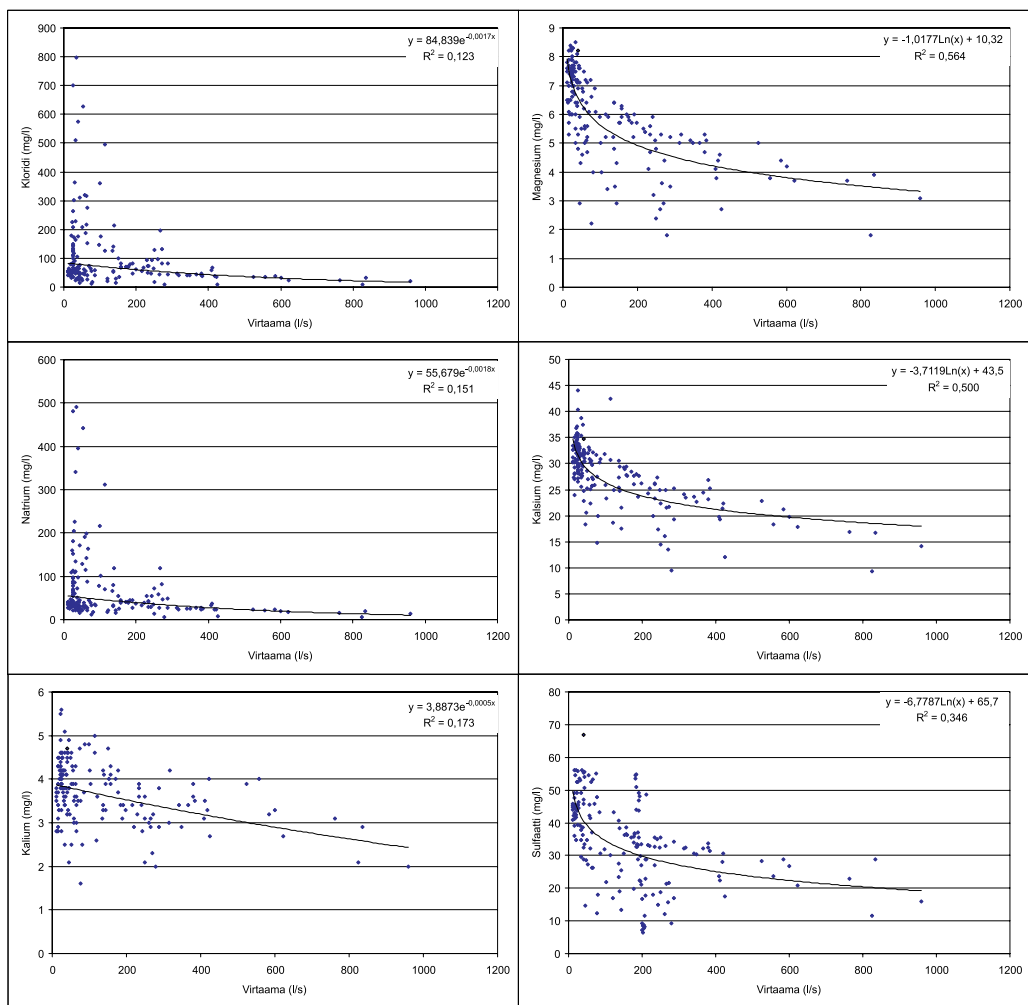 y = 84,839e^-0,0017x
R² = 0,123
900
800
700
600
500
400
300
200
100
0
Kloridi (mg/l)
0 200 400 600 800 1000 1200
Virtaama (l/s)
y = -1,0177Ln(x) + 10,32
R² = 0,564
9
8
7
6
5
4
3
2
1
0
Magnesium (mg/l)
0 200 400 600 800 1000 1200
Virtaama (l/s)
y = 55,679e^-0,0018x
R² = 0,151
600
500
400
300
200
100
0
Natrium (mg/l)
0 200 400 600 800 1000 1200
Virtaama (l/s)
y = -3,7119Ln(x) + 43,5
R² = 0,500
50
45
40
35
30
25
20
15
10
5
0
Kalsium (mg/l)
0 200 400 600 800 1000 1200
Virtaama (l/s)
y = 3,8873e^-0,0005x
R² = 0,173
6
5
4
3
2
1
0
Kalium (mg/l)
0 200 400 600 800 1000 1200
Virtaama (l/s)
y = -6,7787Ln(x) + 65,7
R² = 0,346
80
70
60
50
40
30
20
10
0
Sulfaatti (mg/l)
0 200 400 600 800 1000 1200
Virtaama (l/s)